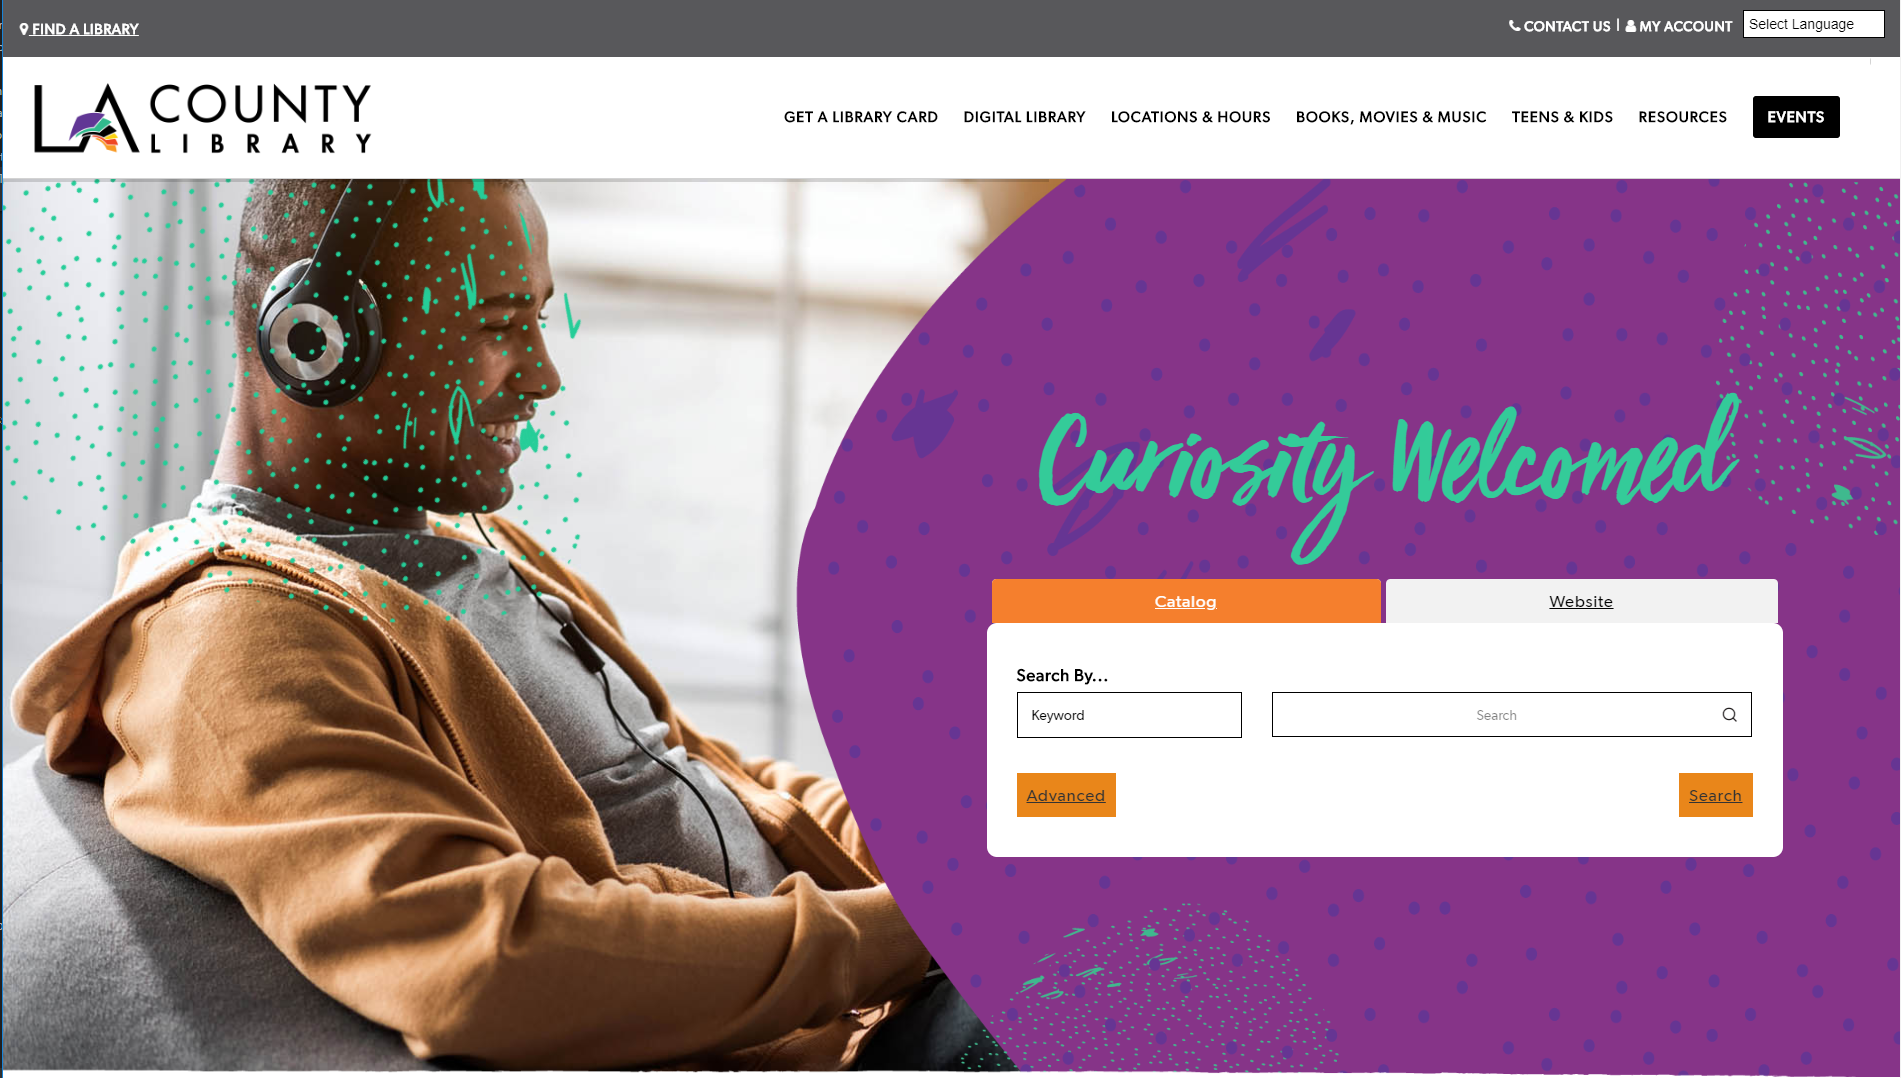 FIND A LIBRARY
CONTACT US | MY ACCOUNT Select Language
LA COUNTY LIBRARY
GET A LIBRARY CARD DIGITAL LIBRARY LOCATIONS & HOURS BOOKS, MOVIES & MUSIC TEENS & KIDS RESOURCES EVENTS
Curiosity Welcomed
Catalog Website
Search By...
Keyword Search
Advanced Search